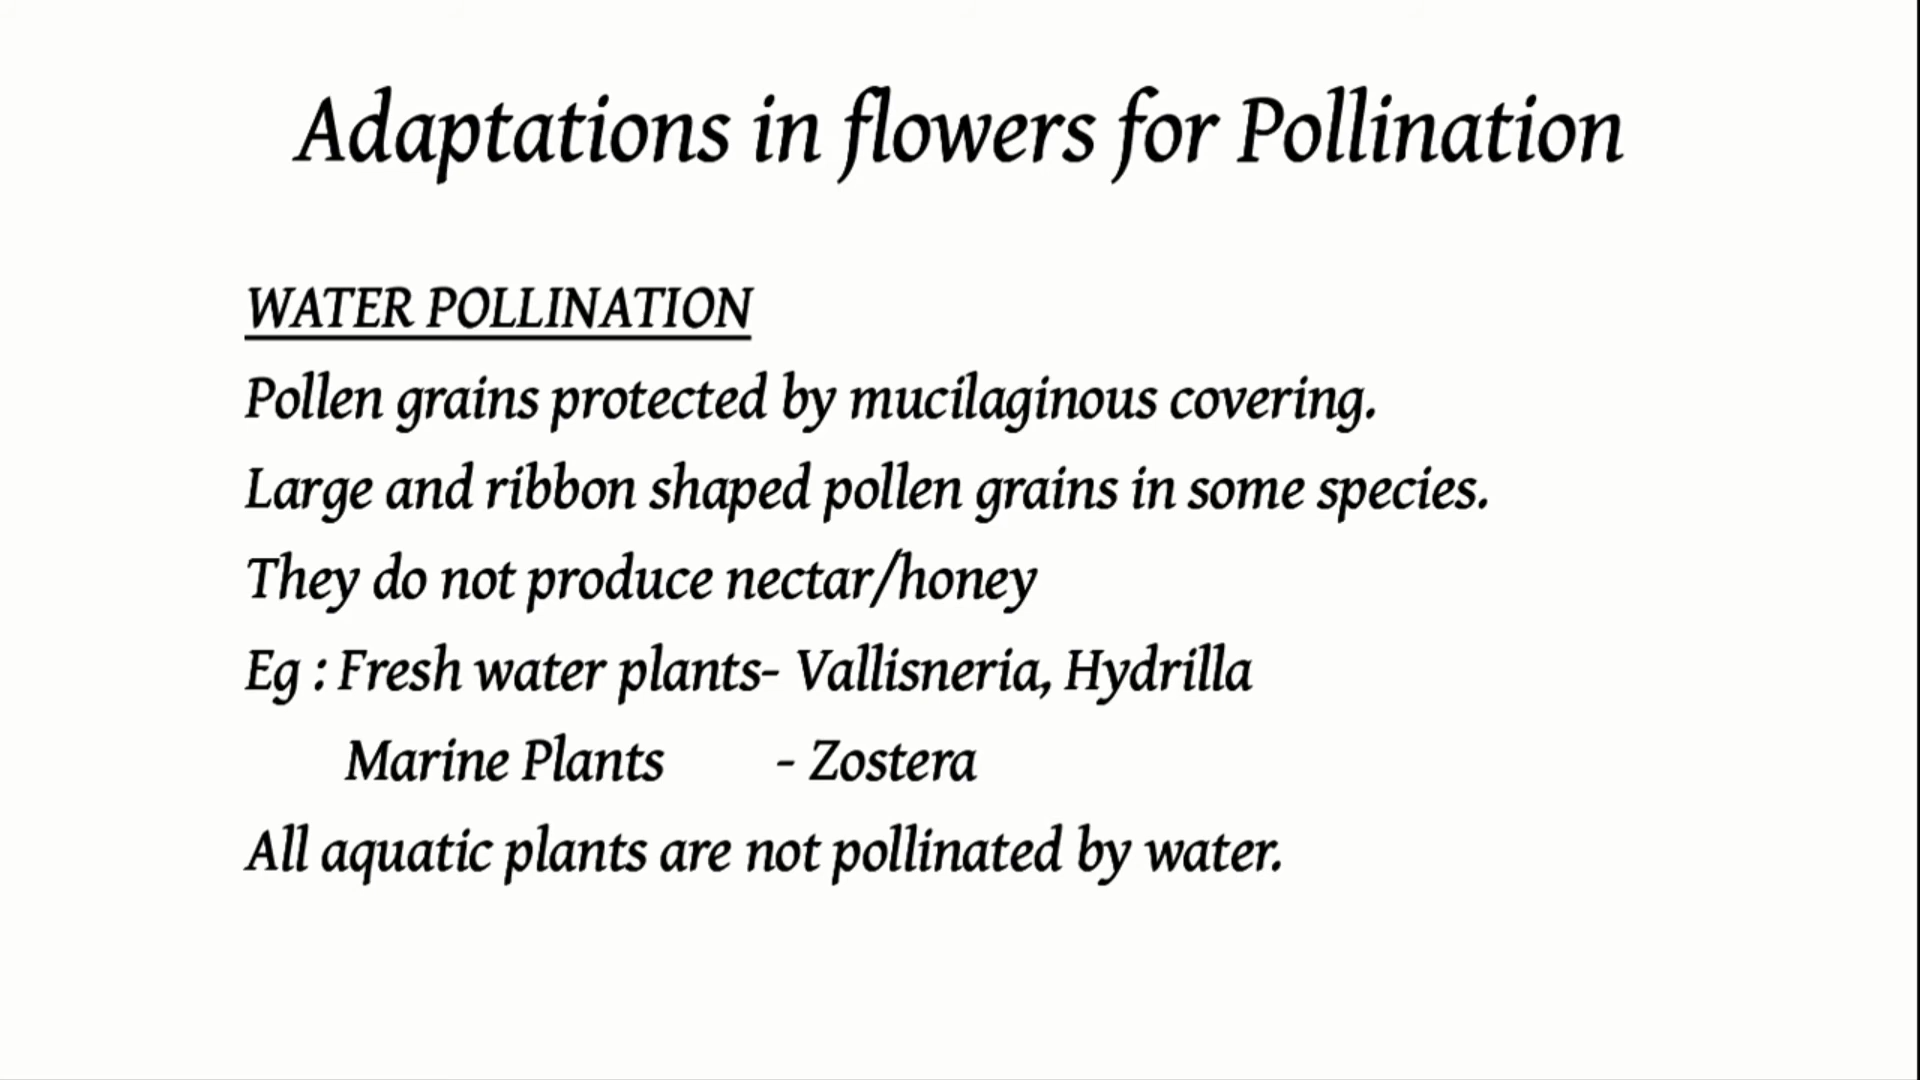 Adaptations in flowers for Pollination
WATER POLLINATION
Pollen grains protected by mucilaginous covering.
Large and ribbon shaped pollen grains in some species.
They do not produce nectar/honey
Eg : Fresh water plants- Vallisneria, Hydrilla
Marine Plants - Zostera
All aquatic plants are not pollinated by water.